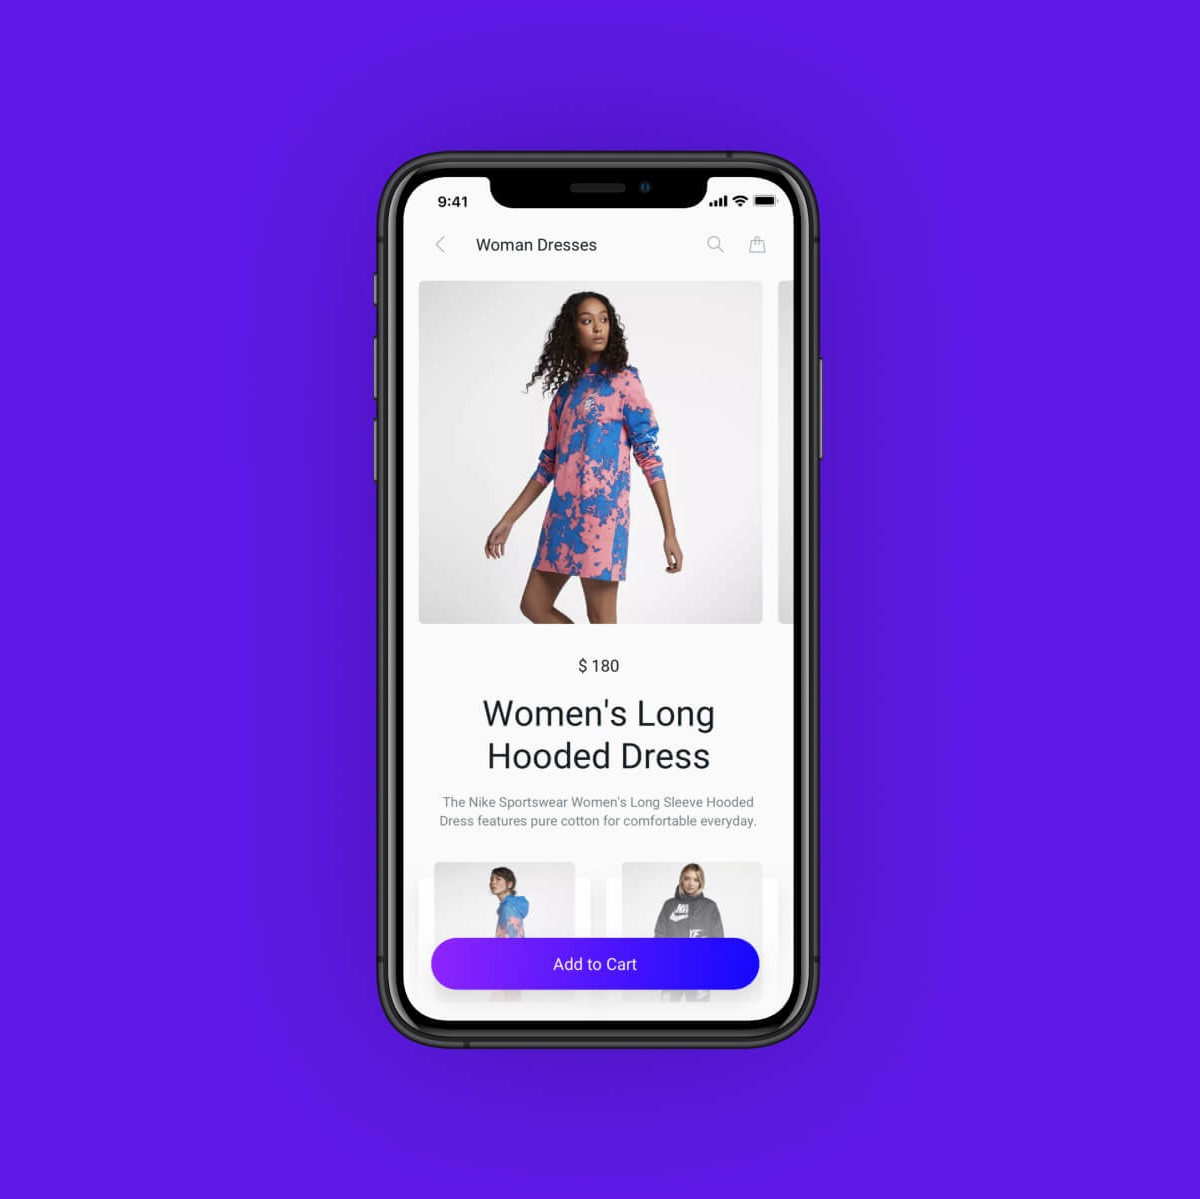 9:41
Woman Dresses
$ 180
Women's Long
Hooded Dress
The Nike Sportswear Women's Long Sleeve Hooded
Dress features pure cotton for comfortable everyday.
Add to Cart